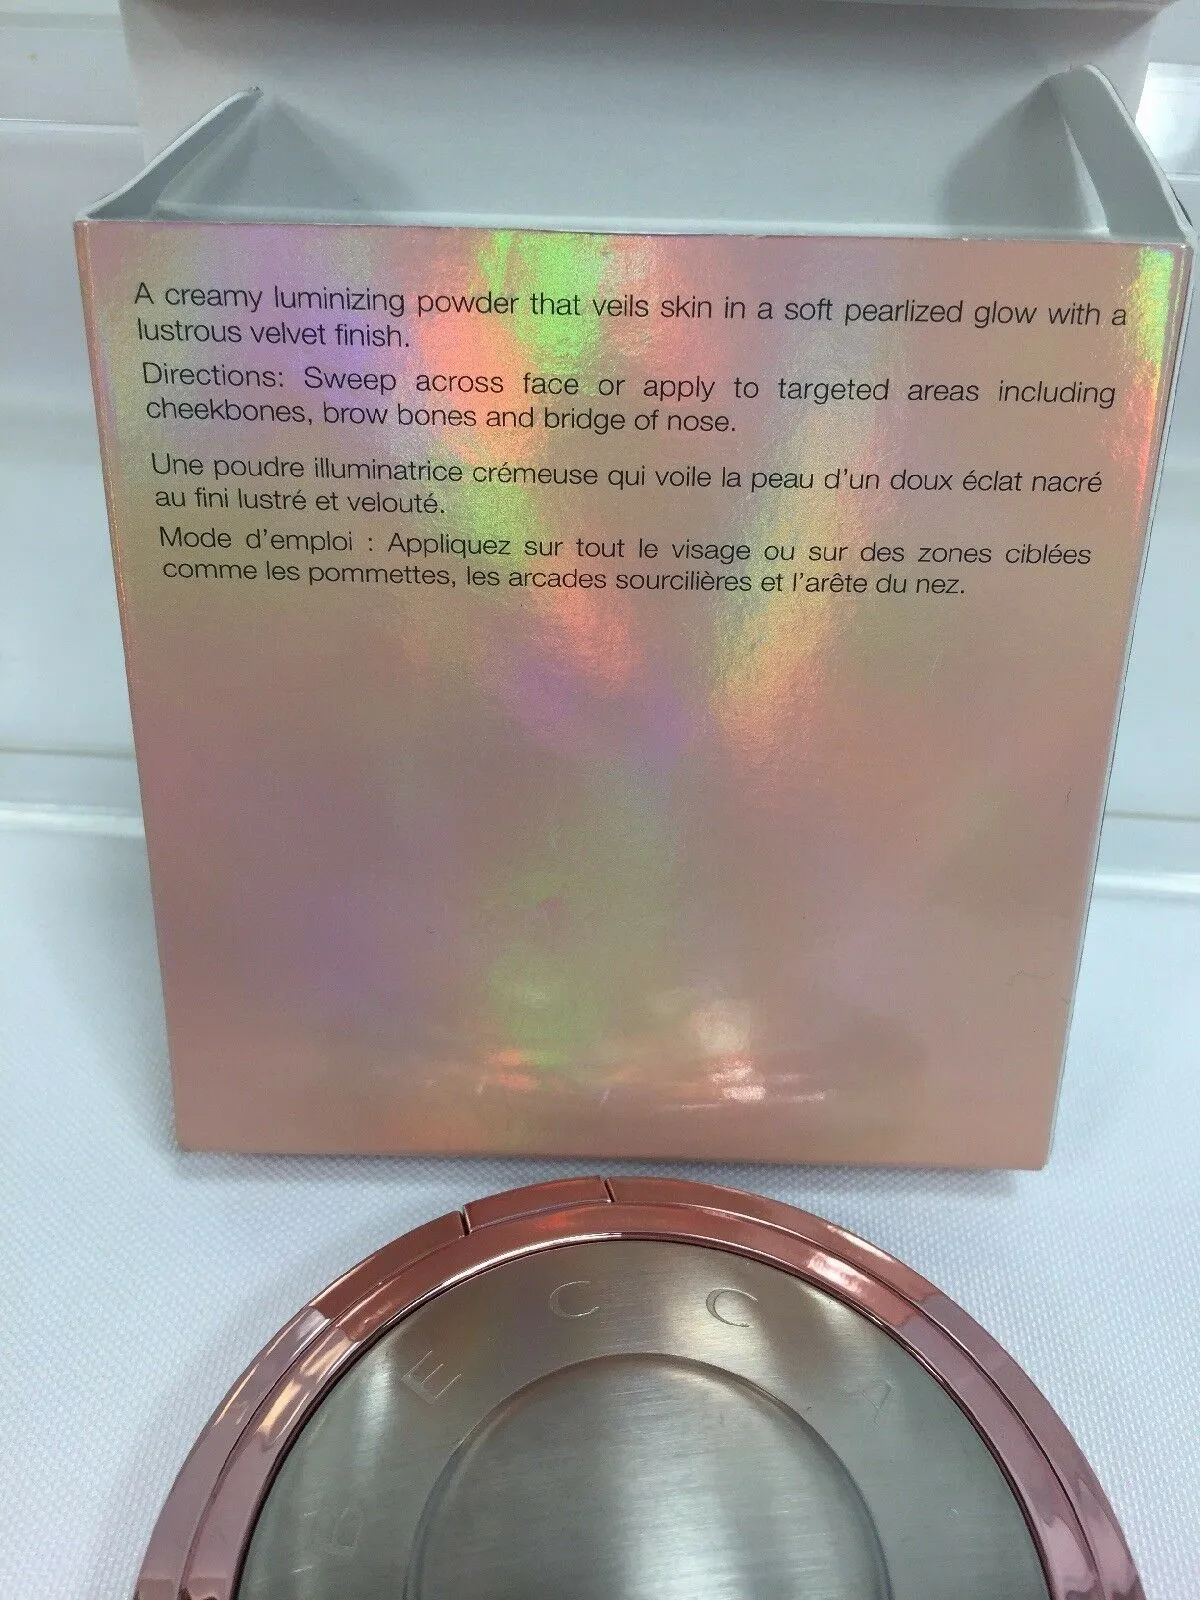 A creamy luminizing powder that veils skin in a soft pearlized glow with a
lustrous velvet finish.
Directions: Sweep across face or apply to targeted areas including
cheekbones, brow bones and bridge of nose.
Une poudre illuminatrice crémeuse qui voile la peau d'un doux éclat nacré
au fini lustré et velouté.
Mode d'emploi : Appliquez sur tout le visage ou sur des zones ciblées
comme les pommettes, les arcades sourcilières et l'arête du nez.
BECCA